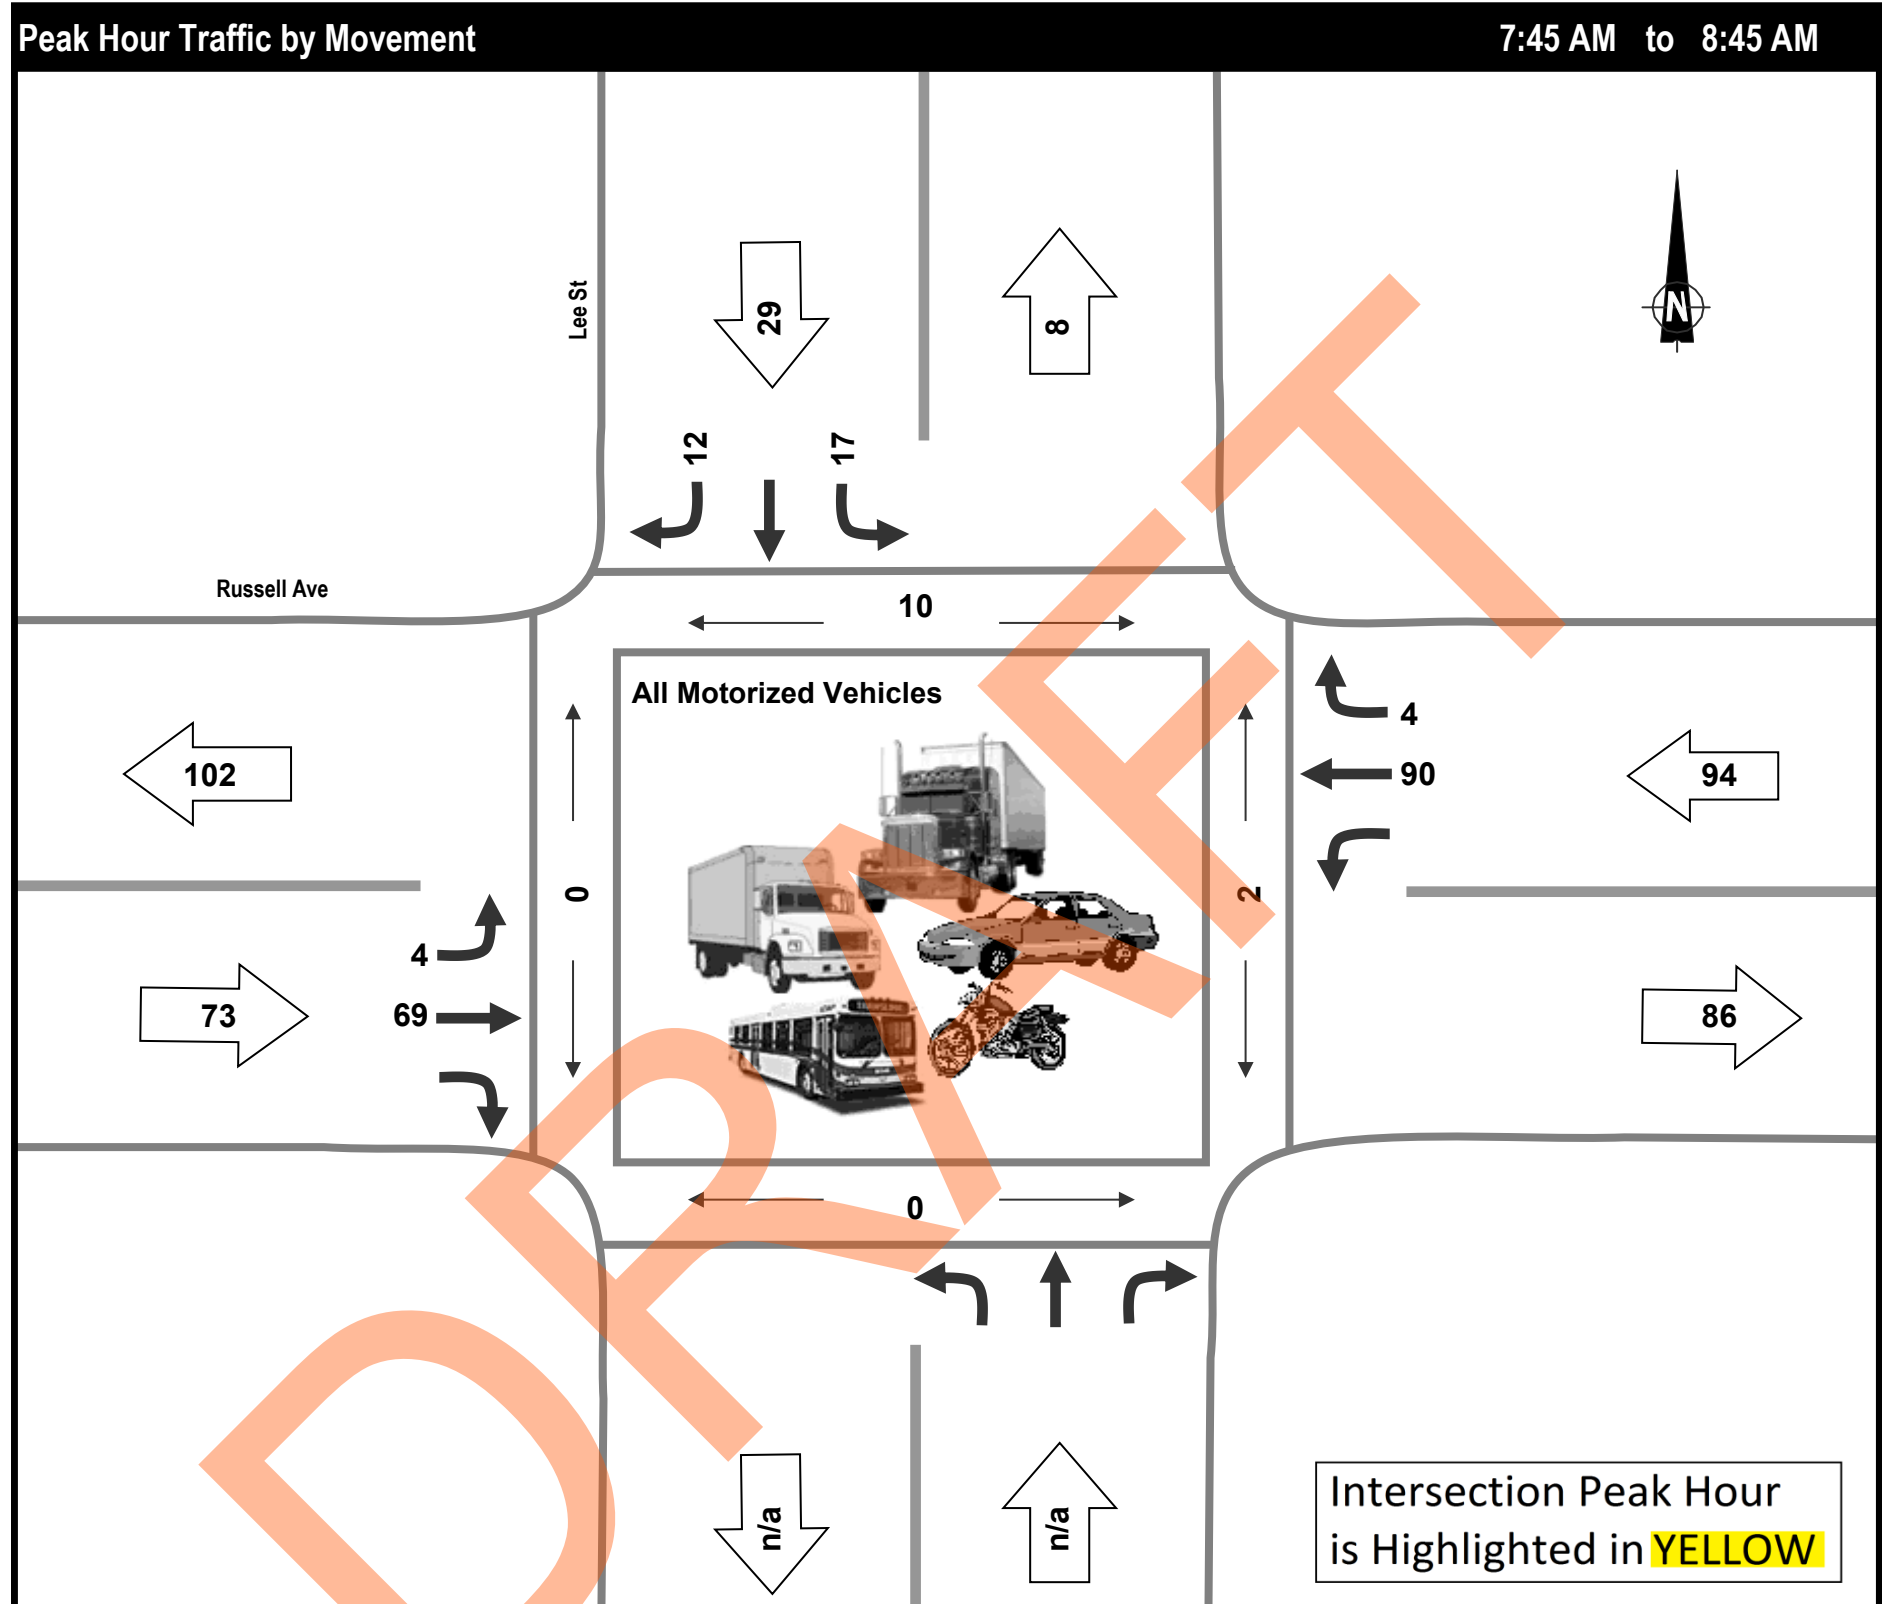 Peak Hour Traffic by Movement 7:45 AM to 8:45 AM
Lee St
29
8
N
12
17
Russell Ave
10
All Motorized Vehicles
4
102
90
94
0
2
4
73
69
86
0
n/a
n/a
Intersection Peak Hour
is Highlighted in YELLOW
DRAFT